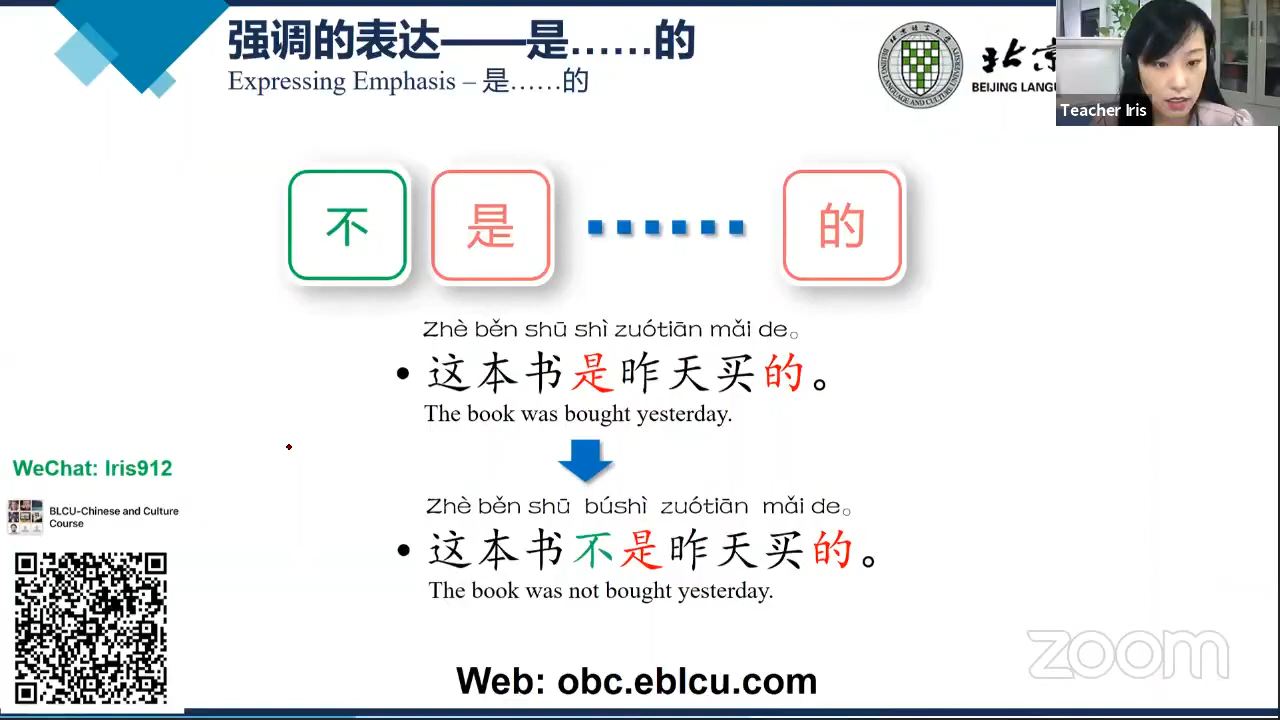 强调的表达——是……的
Expressing Emphasis – 是……的
北京
BEIJING LANGU
Teacher Iris
不 是 …… 的
Zhè běn shū shì zuótiān mǎi de。
• 这本书是昨天买的。
The book was bought yesterday.
Zhè běn shū búshì zuótiān mǎi de。
• 这本书不是昨天买的。
The book was not bought yesterday.
WeChat: Iris912
BLCU-Chinese and Culture
Course
zoom
Web: obc.eblcu.com